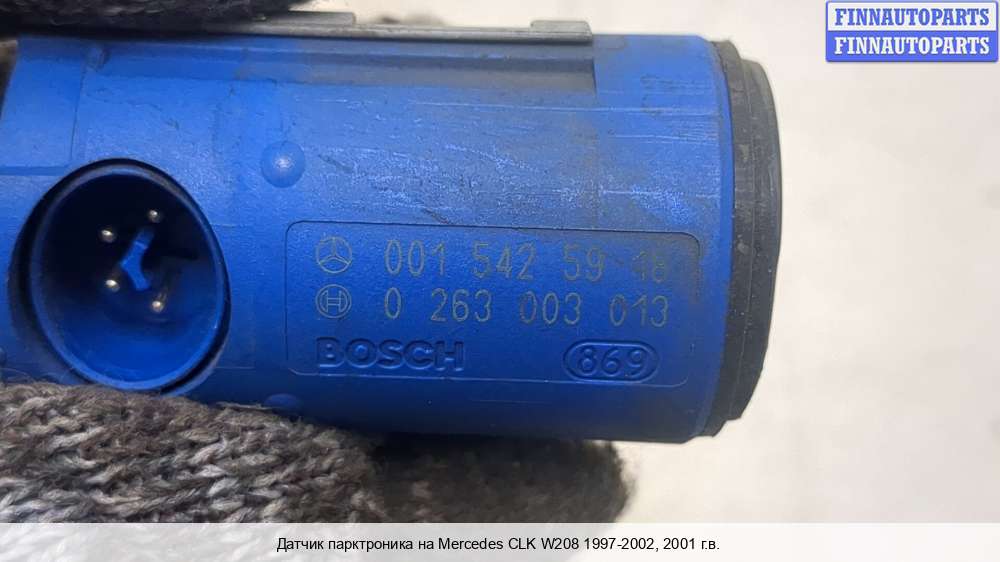 FINNAUTOPARTS
FINNAUTOPARTS
001 542 59 18
0 263 003 013
BOSCH 869
Датчик парктроника на Mercedes CLK W208 1997-2002, 2001 г.в.